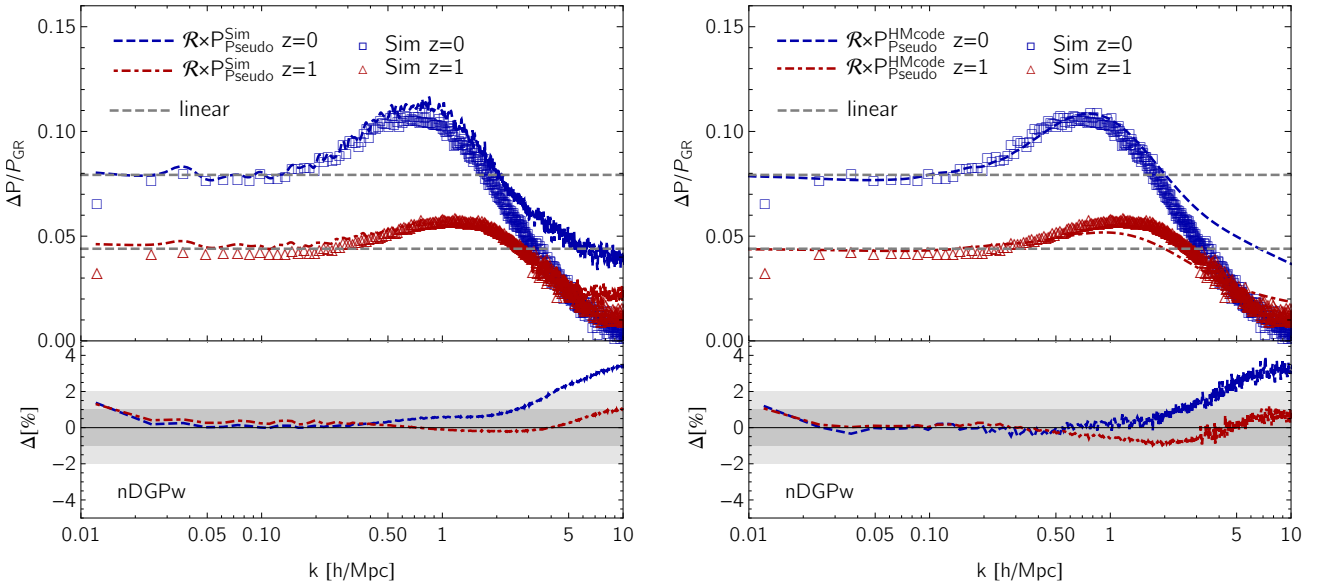 0.15
0.10
0.05
0.00
ΔP/P_GR
ℛ×P^Sim_Pseudo z=0
ℛ×P^Sim_Pseudo z=1
linear
Sim z=0
Sim z=1
4
2
0
−2
−4
Δ[%]
nDGPw
0.01 0.05 0.10 0.50 1 5 10
k [h/Mpc]
0.15
0.10
0.05
0.00
ΔP/P_GR
ℛ×P^HMcode_Pseudo z=0
ℛ×P^HMcode_Pseudo z=1
linear
Sim z=0
Sim z=1
4
2
0
−2
−4
Δ[%]
nDGPw
0.01 0.05 0.10 0.50 1 5 10
k [h/Mpc]